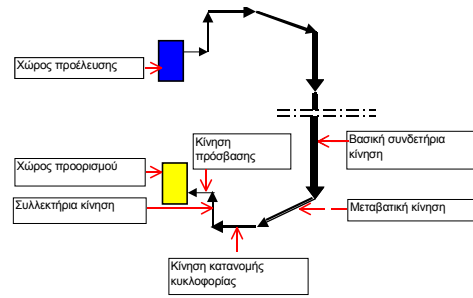 Χώρος προέλευσης
Κίνηση
πρόσβασης
Βασική συνδετήρια
κίνηση
Χώρος προορισμού
Συλλεκτήρια κίνηση
Μεταβατική κίνηση
Κίνηση κατανομής
κυκλοφορίας